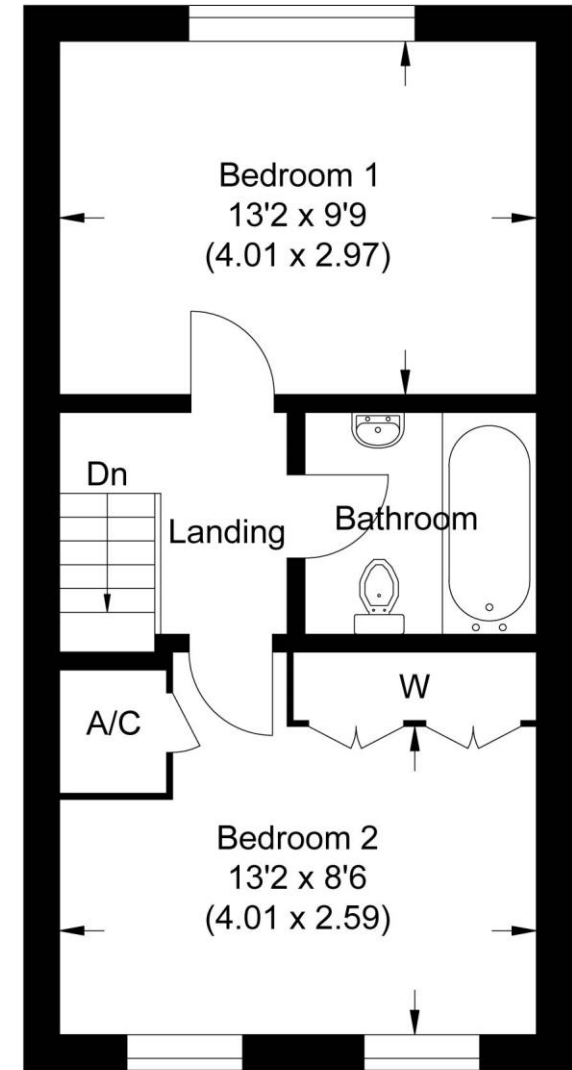 Bedroom 1
13'2 x 9'9
(4.01 x 2.97)
Dn
Landing
Bathroom
A/C
W
Bedroom 2
13'2 x 8'6
(4.01 x 2.59)